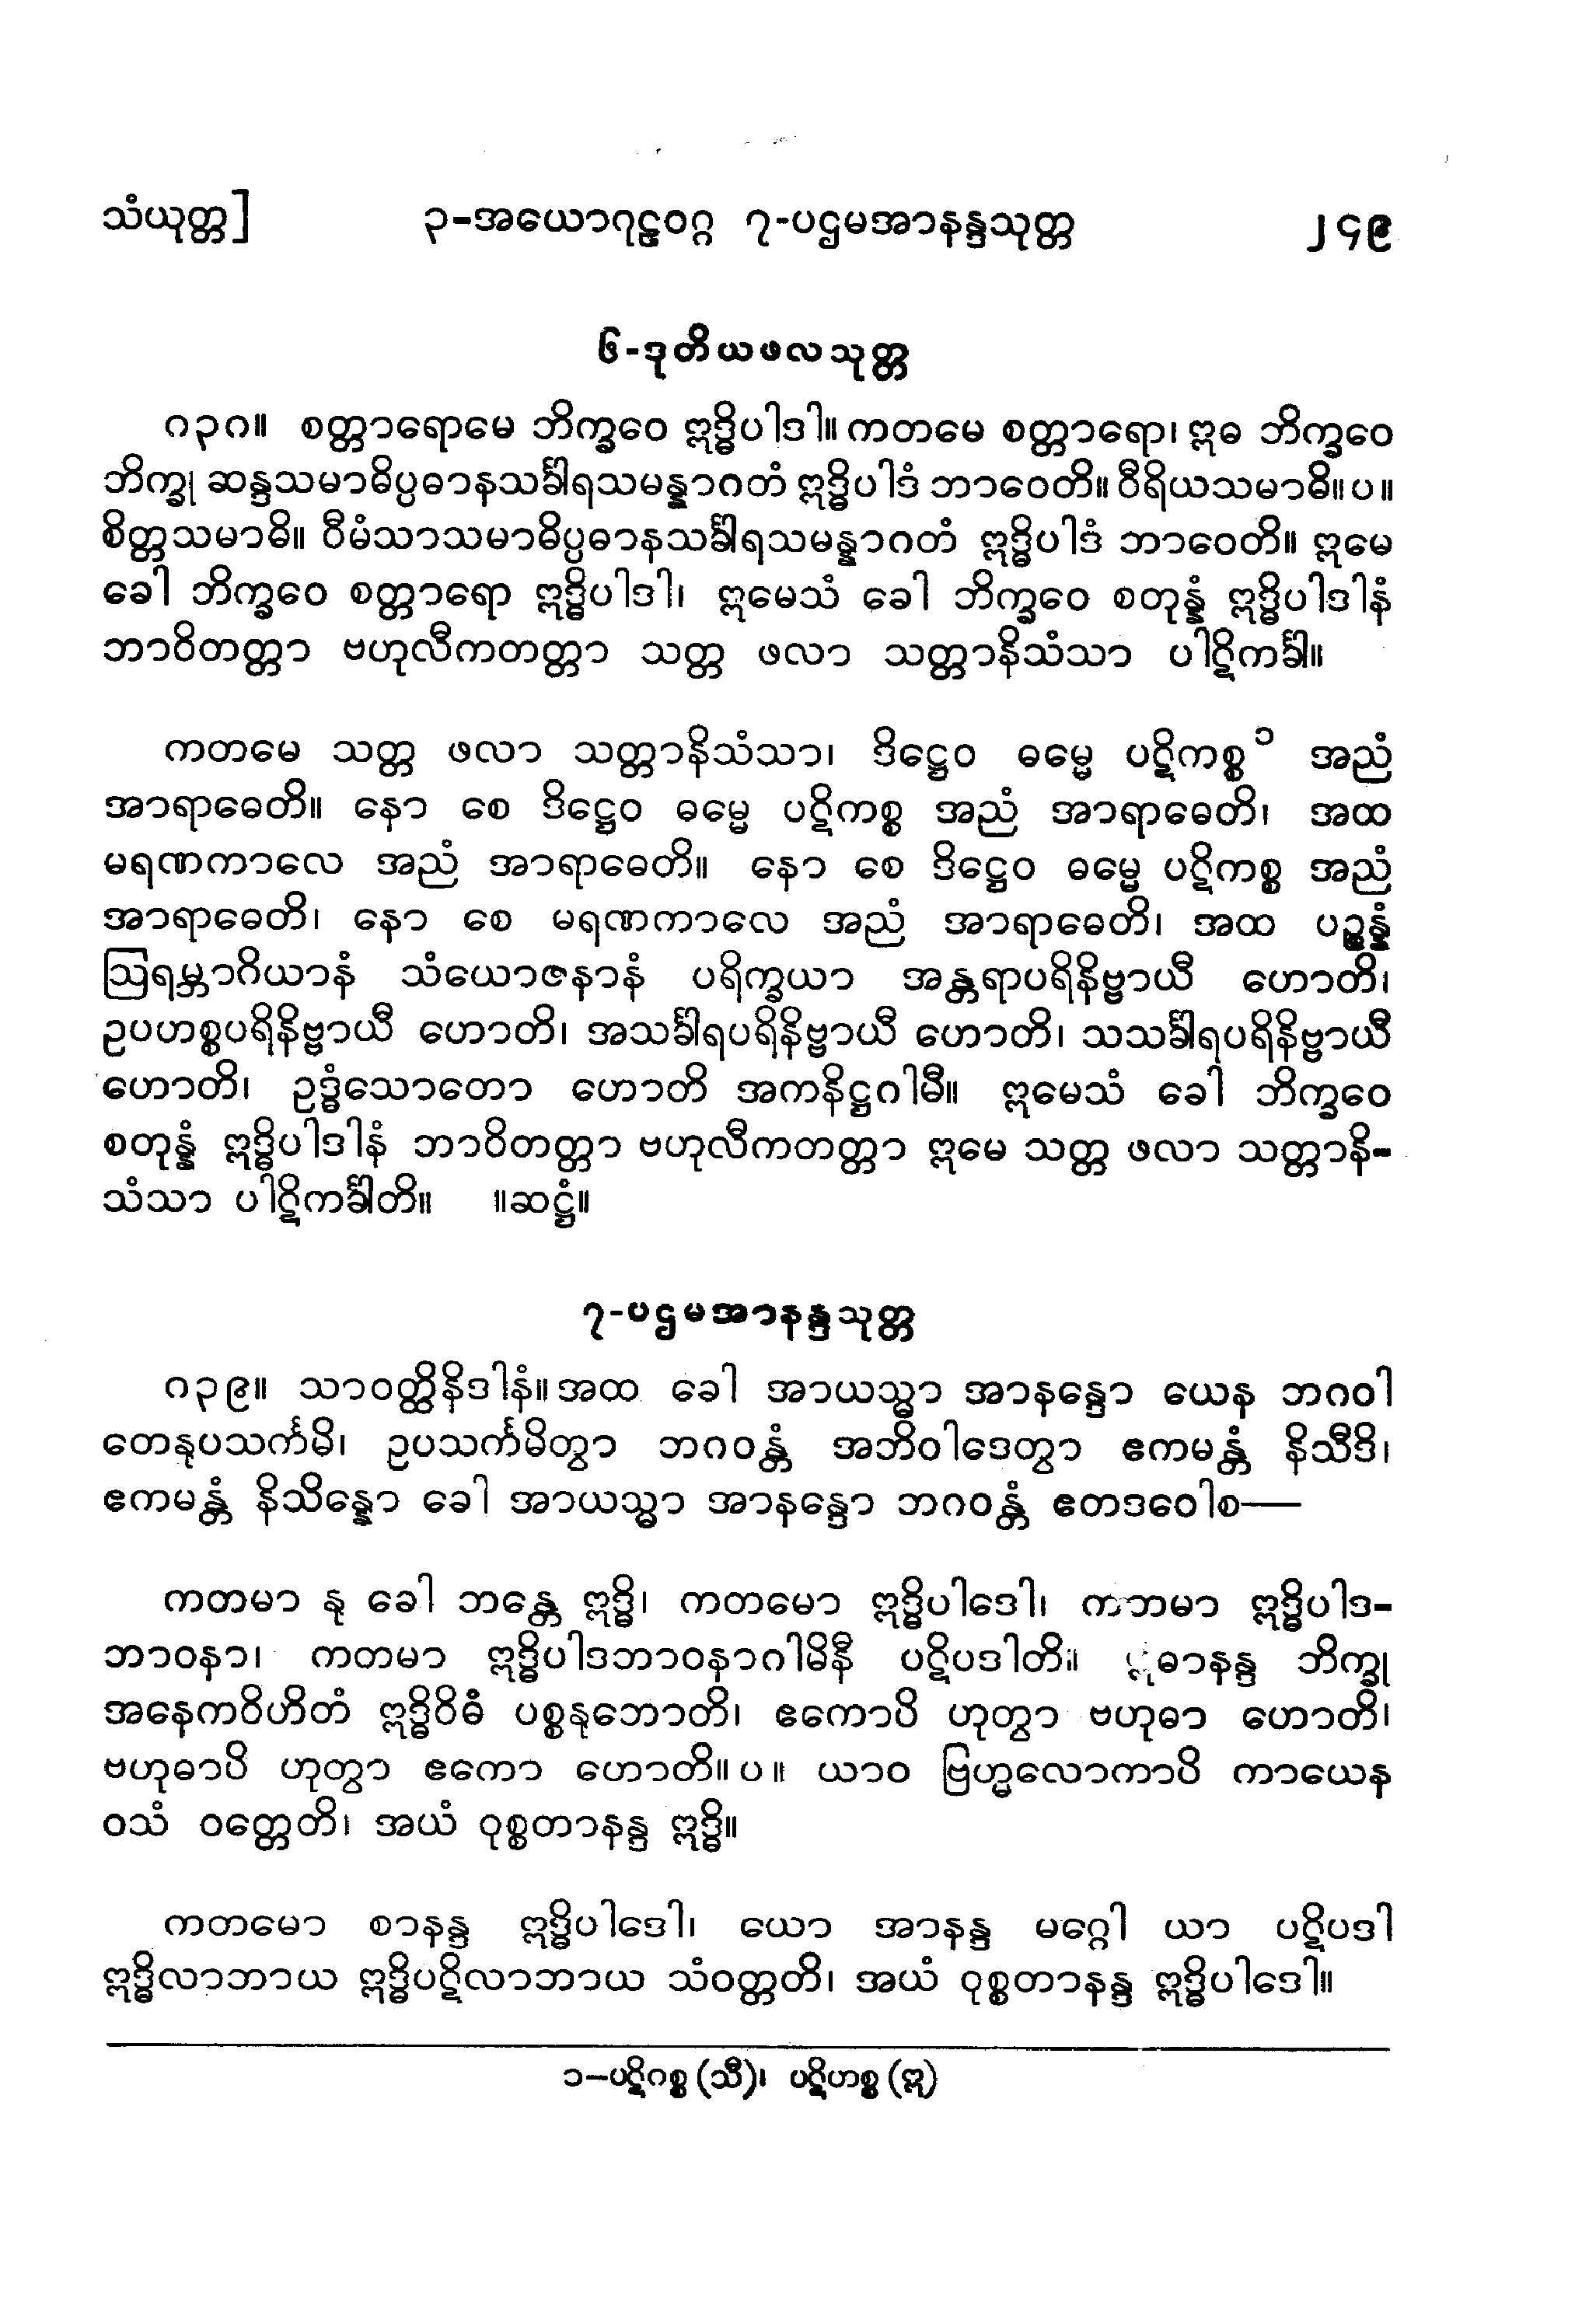 သံယုတ္တ] ၃-အယောဂုဠဝဂ္ဂ ၇-ပဌမအာနန္ဒသုတ္တ ၂၄၉
၆-ဒုတိယဖလသုတ္တ
၈၃၈။ စတ္တာရောမေ ဘိက္ခဝေ ဣဒ္ဓိပါဒါ။ ကတမေ စတ္တာရော၊ ဣဓ ဘိက္ခဝေ
ဘိက္ခု ဆန္ဒသမာဓိပ္ပဓာနသင်္ခါရသမန္နာဂတံ ဣဒ္ဓိပါဒံ ဘာဝေတိ။ ဝီရိယသမာဓိ။ ပ။
စိတ္တသမာဓိ။ ဝီမံသာသမာဓိပ္ပဓာနသင်္ခါရသမန္နာဂတံ ဣဒ္ဓိပါဒံ ဘာဝေတိ။ ဣမေ
ခေါ ဘိက္ခဝေ စတ္တာရော ဣဒ္ဓိပါဒါ၊ ဣမေသံ ခေါ ဘိက္ခဝေ စတုန္နံ ဣဒ္ဓိပါဒါနံ
ဘာဝိတတ္တာ ဗဟုလီကတတ္တာ သတ္တ ဖလာ သတ္တာနိသံသာ ပါဋိကင်္ခါ။
ကတမေ သတ္တ ဖလာ သတ္တာနိသံသာ၊ ဒိဋ္ဌေဝ ဓမ္မေ ပဋိကစ္စ ၁ အညံ
အာရာဓေတိ။ နော စေ ဒိဋ္ဌေဝ ဓမ္မေ ပဋိကစ္စ အညံ အာရာဓေတိ၊ အထ
မရဏကာလေ အညံ အာရာဓေတိ။ နော စေ ဒိဋ္ဌေဝ ဓမ္မေ ပဋိကစ္စ အညံ
အာရာဓေတိ၊ နော စေ မရဏကာလေ အညံ အာရာဓေတိ၊ အထ ပဉ္စန္နံ
ဩရမ္ဘာဂိယာနံ သံယောဇနာနံ ပရိက္ခယာ အန္တရာပရိနိဗ္ဗာယီ ဟောတိ၊
ဥပဟစ္စပရိနိဗ္ဗာယီ ဟောတိ၊ အသင်္ခါရပရိနိဗ္ဗာယီ ဟောတိ၊ သသင်္ခါရပရိနိဗ္ဗာယီ
ဟောတိ၊ ဥဒ္ဓံသောတော ဟောတိ အကနိဋ္ဌဂါမီ။ ဣမေသံ ခေါ ဘိက္ခဝေ
စတုန္နံ ဣဒ္ဓိပါဒါနံ ဘာဝိတတ္တာ ဗဟုလီကတတ္တာ ဣမေ သတ္တ ဖလာ သတ္တာနိ-
သံသာ ပါဋိကင်္ခါတိ။ ။ဆဋ္ဌံ။
၇-ပဌမအာနန္ဒသုတ္တ
၈၃၉။ သာဝတ္ထိနိဒါနံ။ အထ ခေါ အာယသ္မာ အာနန္ဒော ယေန ဘဂဝါ
တေနုပသင်္ကမိ၊ ဥပသင်္ကမိတွာ ဘဂဝန္တံ အဘိဝါဒေတွာ ဧကမန္တံ နိသီဒိ၊
ဧကမန္တံ နိသိန္နော ခေါ အာယသ္မာ အာနန္ဒော ဘဂဝန္တံ ဧတဒဝေါစ—
ကတမာ နု ခေါ ဘန္တေ ဣဒ္ဓိ၊ ကတမော ဣဒ္ဓိပါဒေါ၊ ကတမာ ဣဒ္ဓိပါဒ-
ဘာဝနာ၊ ကတမာ ဣဒ္ဓိပါဒဘာဝနာဂါမိနီ ပဋိပဒါတိ။ ဣဓာနန္ဒ ဘိက္ခု
အနေကဝိဟိတံ ဣဒ္ဓိဝိဓံ ပစ္စနုဘောတိ၊ ဧကောပိ ဟုတွာ ဗဟုဓာ ဟောတိ၊
ဗဟုဓာပိ ဟုတွာ ဧကော ဟောတိ။ ပ။ ယာဝ ဗြဟ္မလောကာပိ ကာယေန
ဝသံ ဝတ္တေတိ၊ အယံ ဝုစ္စတာနန္ဒ ဣဒ္ဓိ။
ကတမော စာနန္ဒ ဣဒ္ဓိပါဒေါ၊ ယော အာနန္ဒ မဂ္ဂေါ ယာ ပဋိပဒါ
ဣဒ္ဓိလာဘာယ ဣဒ္ဓိပဋိလာဘာယ သံဝတ္တတိ၊ အယံ ဝုစ္စတာနန္ဒ ဣဒ္ဓိပါဒေါ။
၁—ပဋိဂစ္စ (သီ)၊ ပဋိဟစ္စ (ဣ)